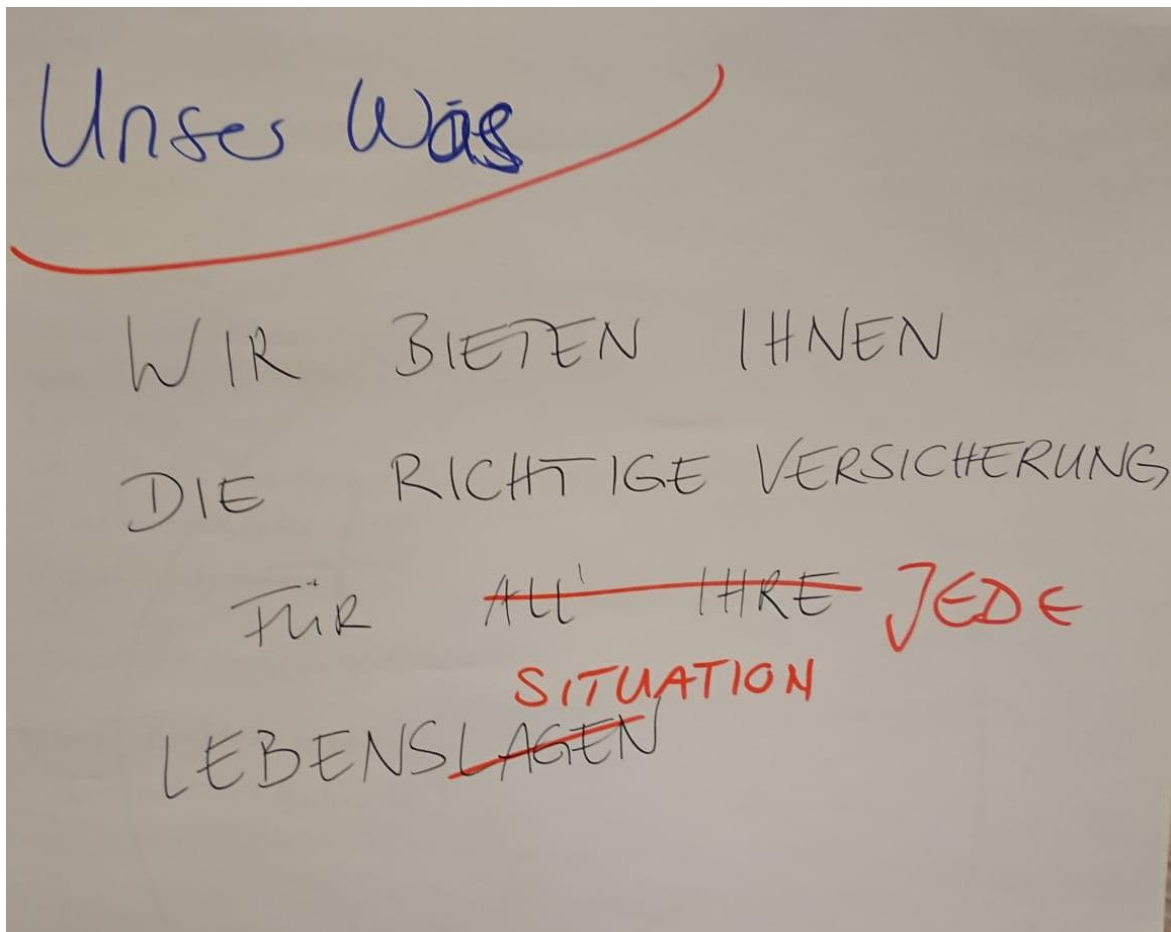 Unser Was
WIR BIETEN IHNEN
DIE RICHTIGE VERSICHERUNG,
FÜR ALL' IHRE JEDE
SITUATION
LEBENSLAGEN